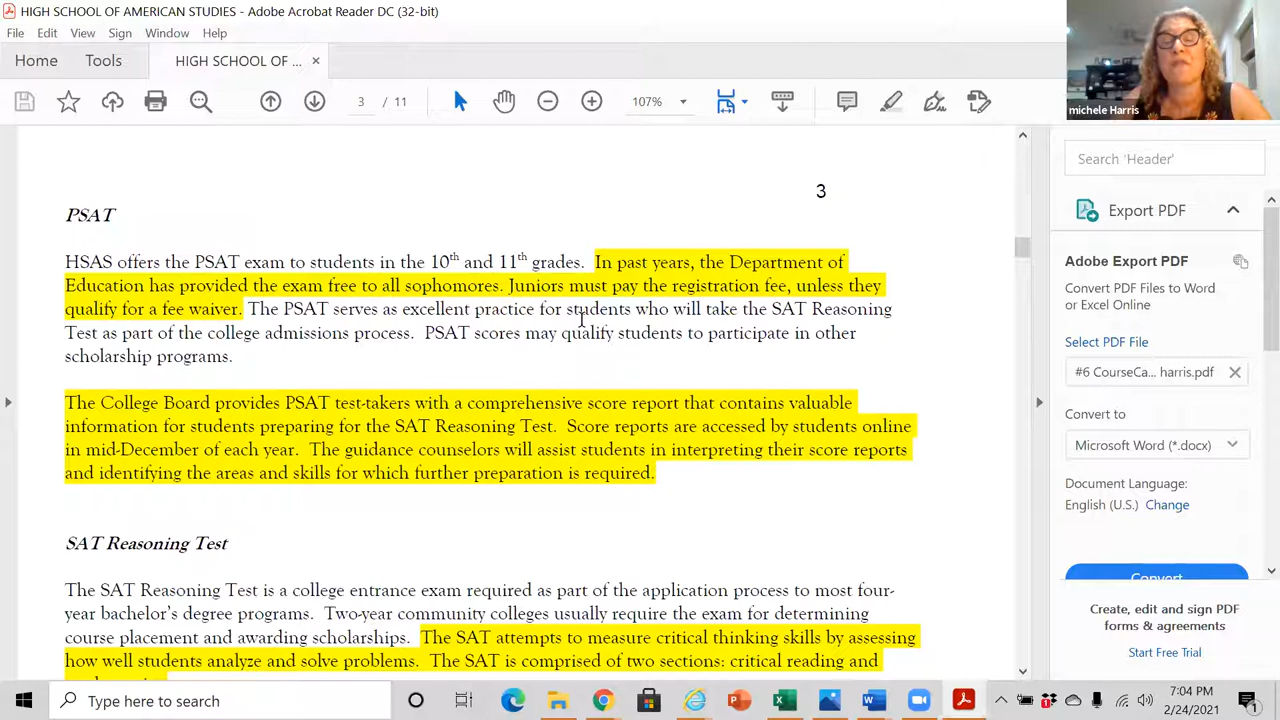 HIGH SCHOOL OF AMERICAN STUDIES - Adobe Acrobat Reader DC (32-bit)
File Edit View Sign Window Help
Home Tools HIGH SCHOOL OF ... ×
3 / 11 107%
michele Harris
3
PSAT
HSAS offers the PSAT exam to students in the 10th and 11th grades. In past years, the Department of
Education has provided the exam free to all sophomores. Juniors must pay the registration fee, unless they
qualify for a fee waiver. The PSAT serves as excellent practice for students who will take the SAT Reasoning
Test as part of the college admissions process. PSAT scores may qualify students to participate in other
scholarship programs.
The College Board provides PSAT test-takers with a comprehensive score report that contains valuable
information for students preparing for the SAT Reasoning Test. Score reports are accessed by students online
in mid-December of each year. The guidance counselors will assist students in interpreting their score reports
and identifying the areas and skills for which further preparation is required.
SAT Reasoning Test
The SAT Reasoning Test is a college entrance exam required as part of the application process to most four-
year bachelor's degree programs. Two-year community colleges usually require the exam for determining
course placement and awarding scholarships. The SAT attempts to measure critical thinking skills by assessing
how well students analyze and solve problems. The SAT is comprised of two sections: critical reading and
Search 'Header'
Export PDF
Adobe Export PDF
Convert PDF Files to Word
or Excel Online
Select PDF File
#6 CourseCa... harris.pdf
Convert to
Microsoft Word (*.docx)
Document Language:
English (U.S.) Change
Convert
Create, edit and sign PDF
forms & agreements
Start Free Trial
Type here to search
7:04 PM
2/24/2021